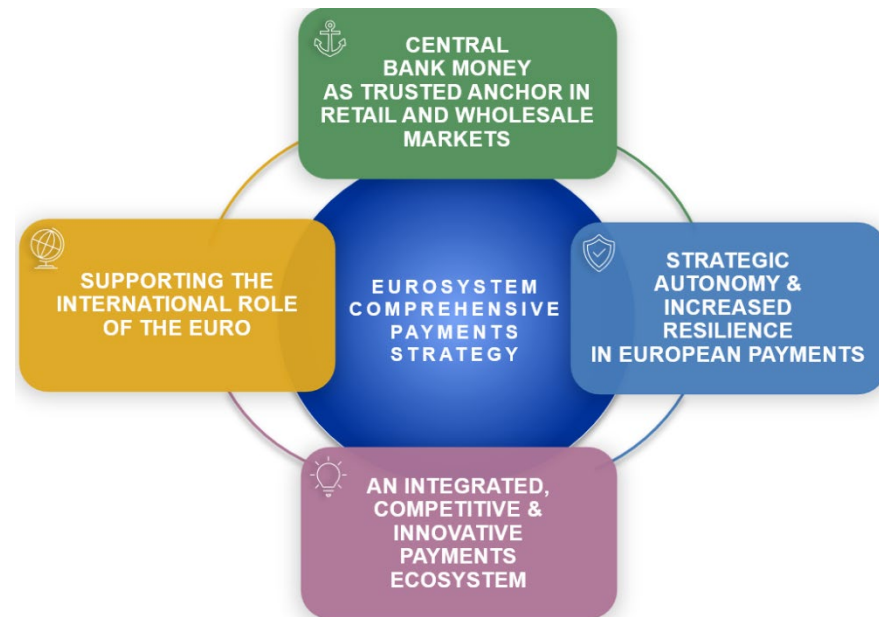 CENTRAL
BANK MONEY
AS TRUSTED ANCHOR IN
RETAIL AND WHOLESALE
MARKETS
SUPPORTING THE
INTERNATIONAL ROLE
OF THE EURO
EUROSYSTEM
COMPREHENSIVE
PAYMENTS
STRATEGY
STRATEGIC
AUTONOMY &
INCREASED
RESILIENCE
IN EUROPEAN PAYMENTS
AN INTEGRATED,
COMPETITIVE &
INNOVATIVE
PAYMENTS
ECOSYSTEM